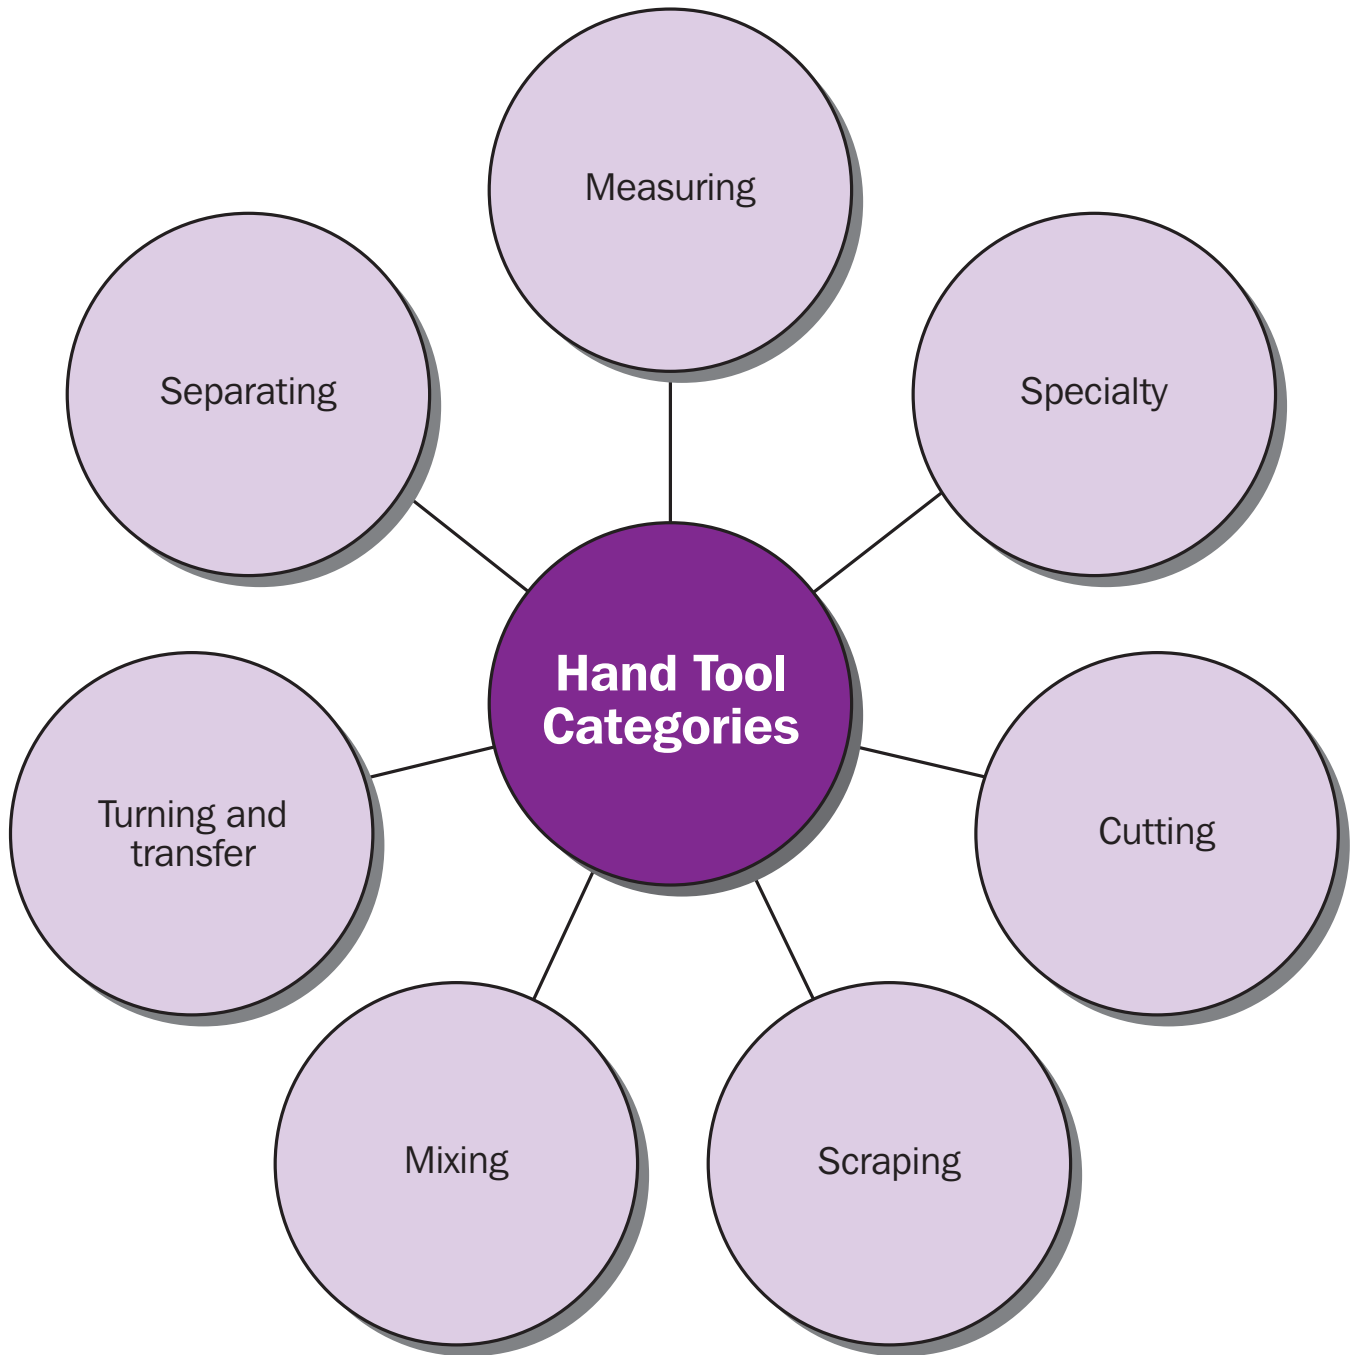 Measuring
Separating
Specialty
Hand Tool
Categories
Turning and
transfer
Cutting
Mixing
Scraping